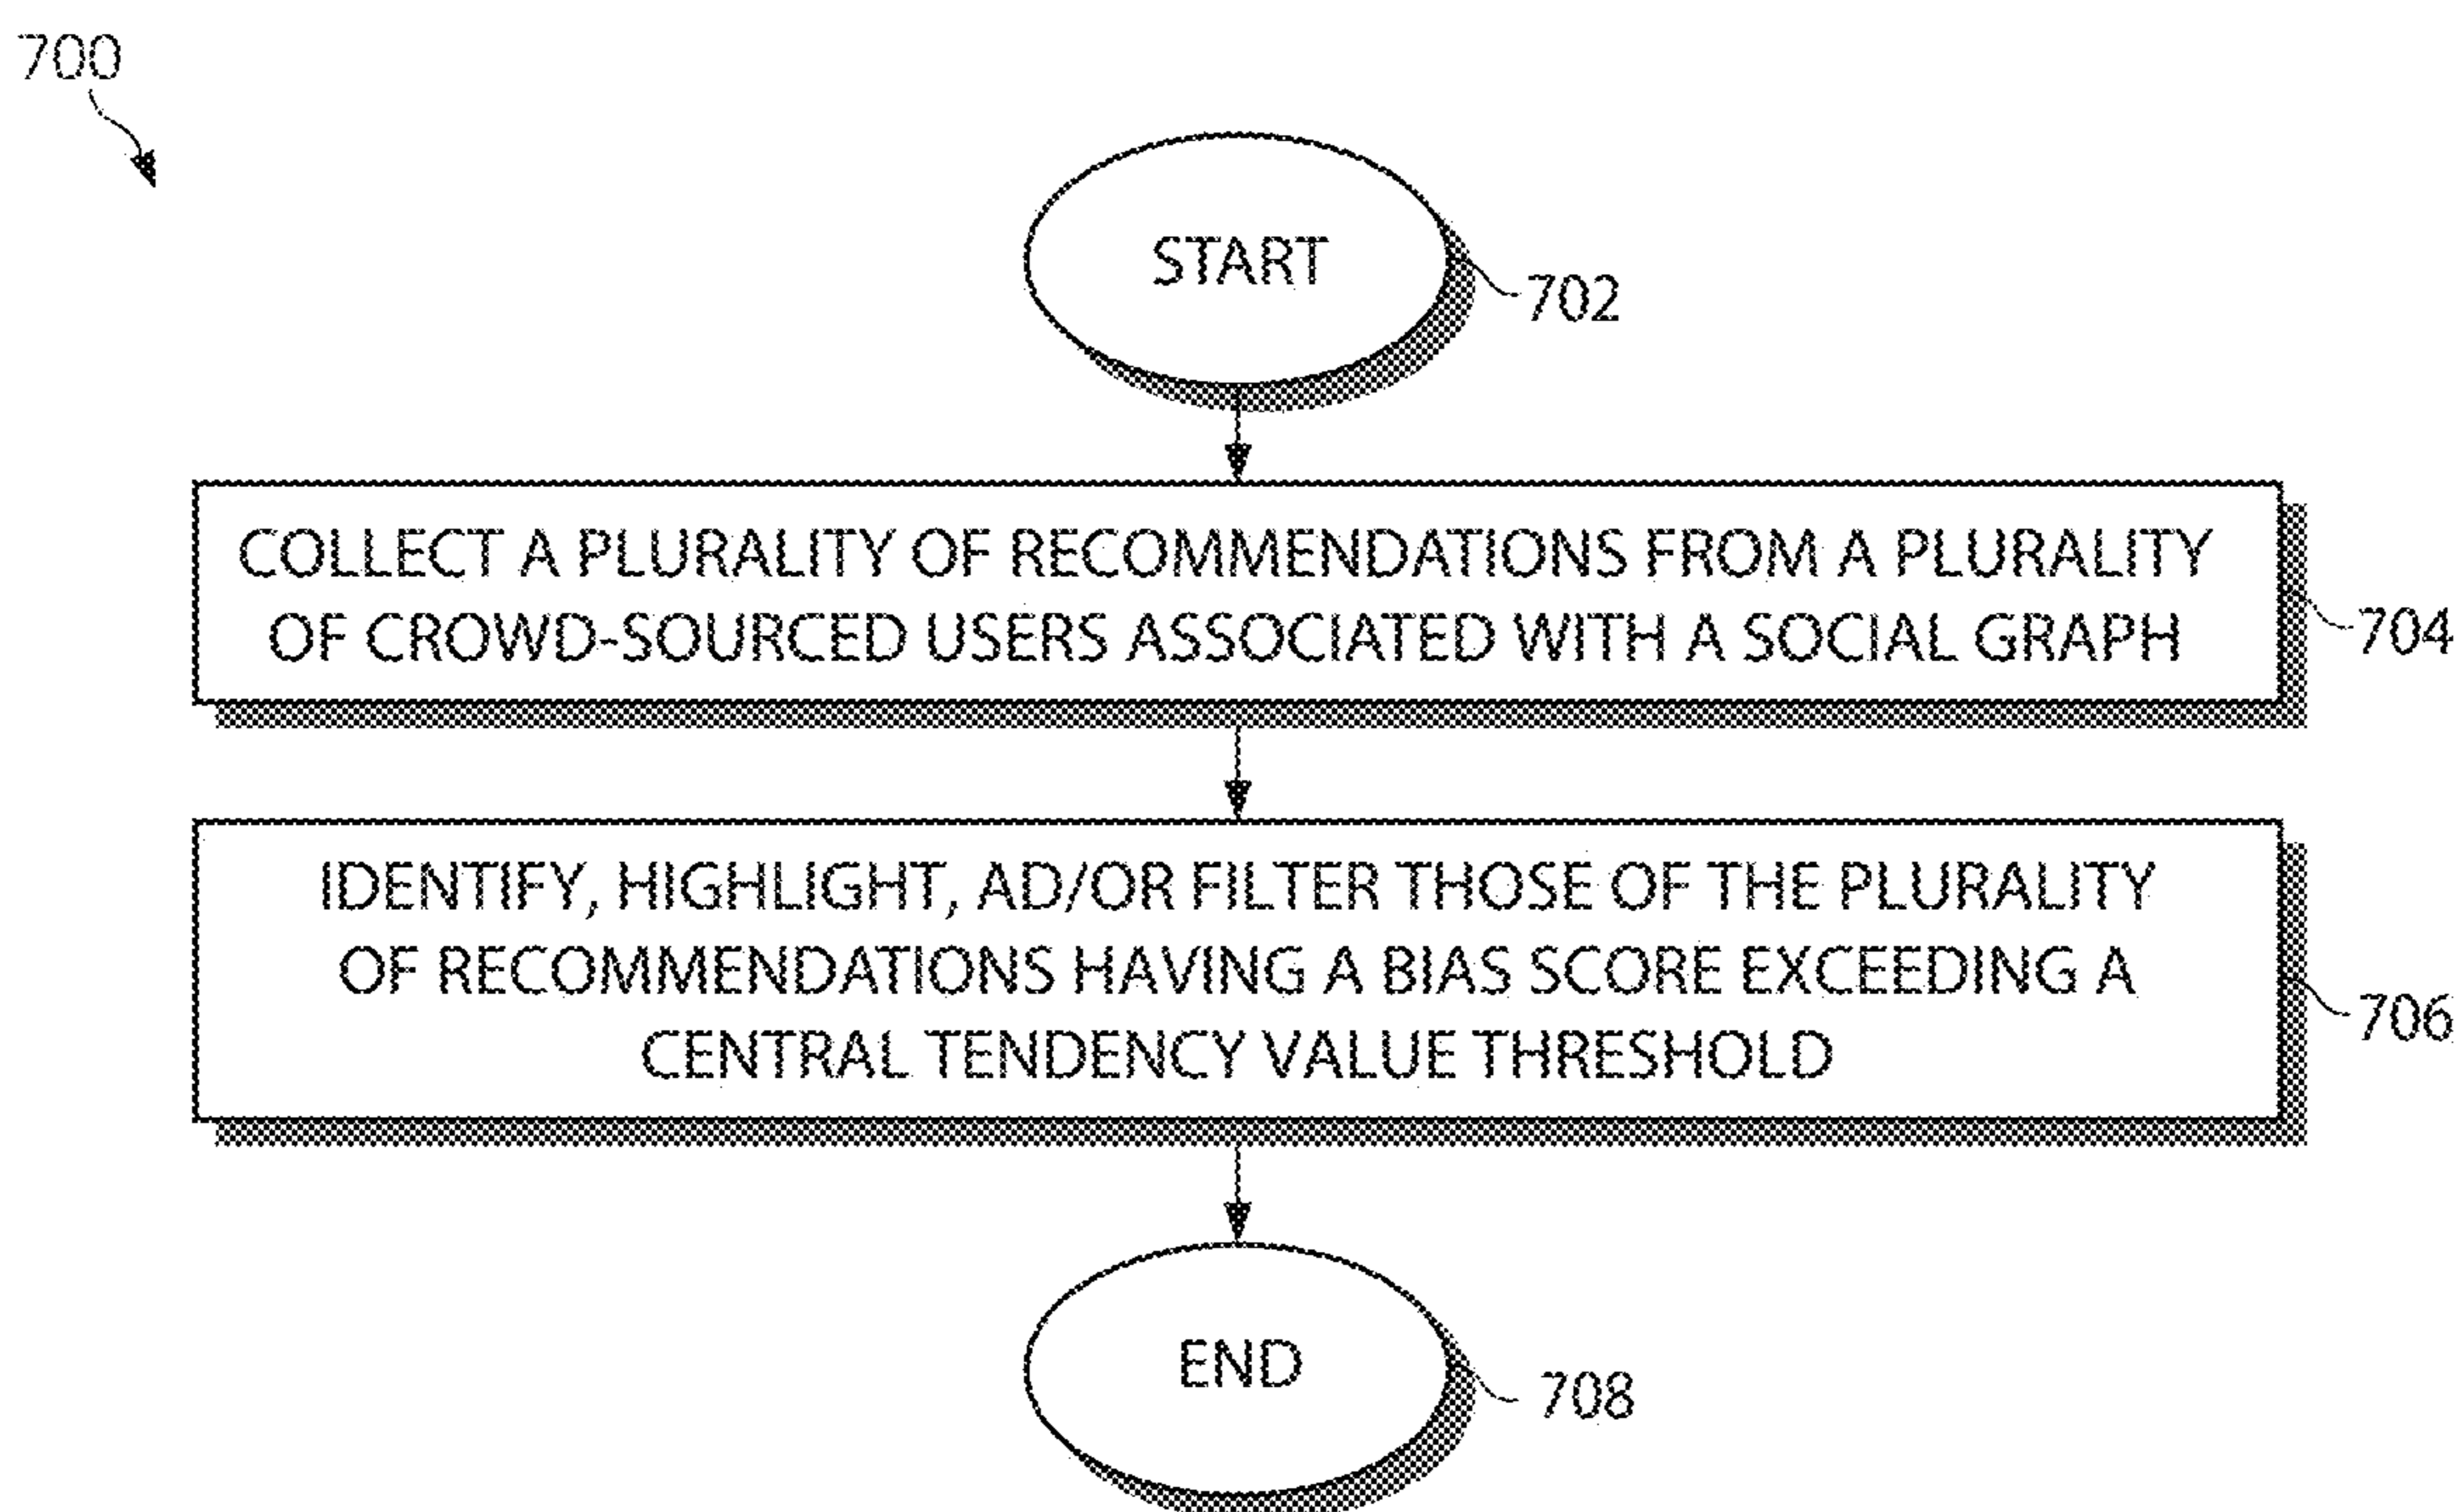 700
START
702
COLLECT A PLURALITY OF RECOMMENDATIONS FROM A PLURALITY
OF CROWD-SOURCED USERS ASSOCIATED WITH A SOCIAL GRAPH
704
IDENTIFY, HIGHLIGHT, AD/OR FILTER THOSE OF THE PLURALITY
OF RECOMMENDATIONS HAVING A BIAS SCORE EXCEEDING A
CENTRAL TENDENCY VALUE THRESHOLD
706
END
708